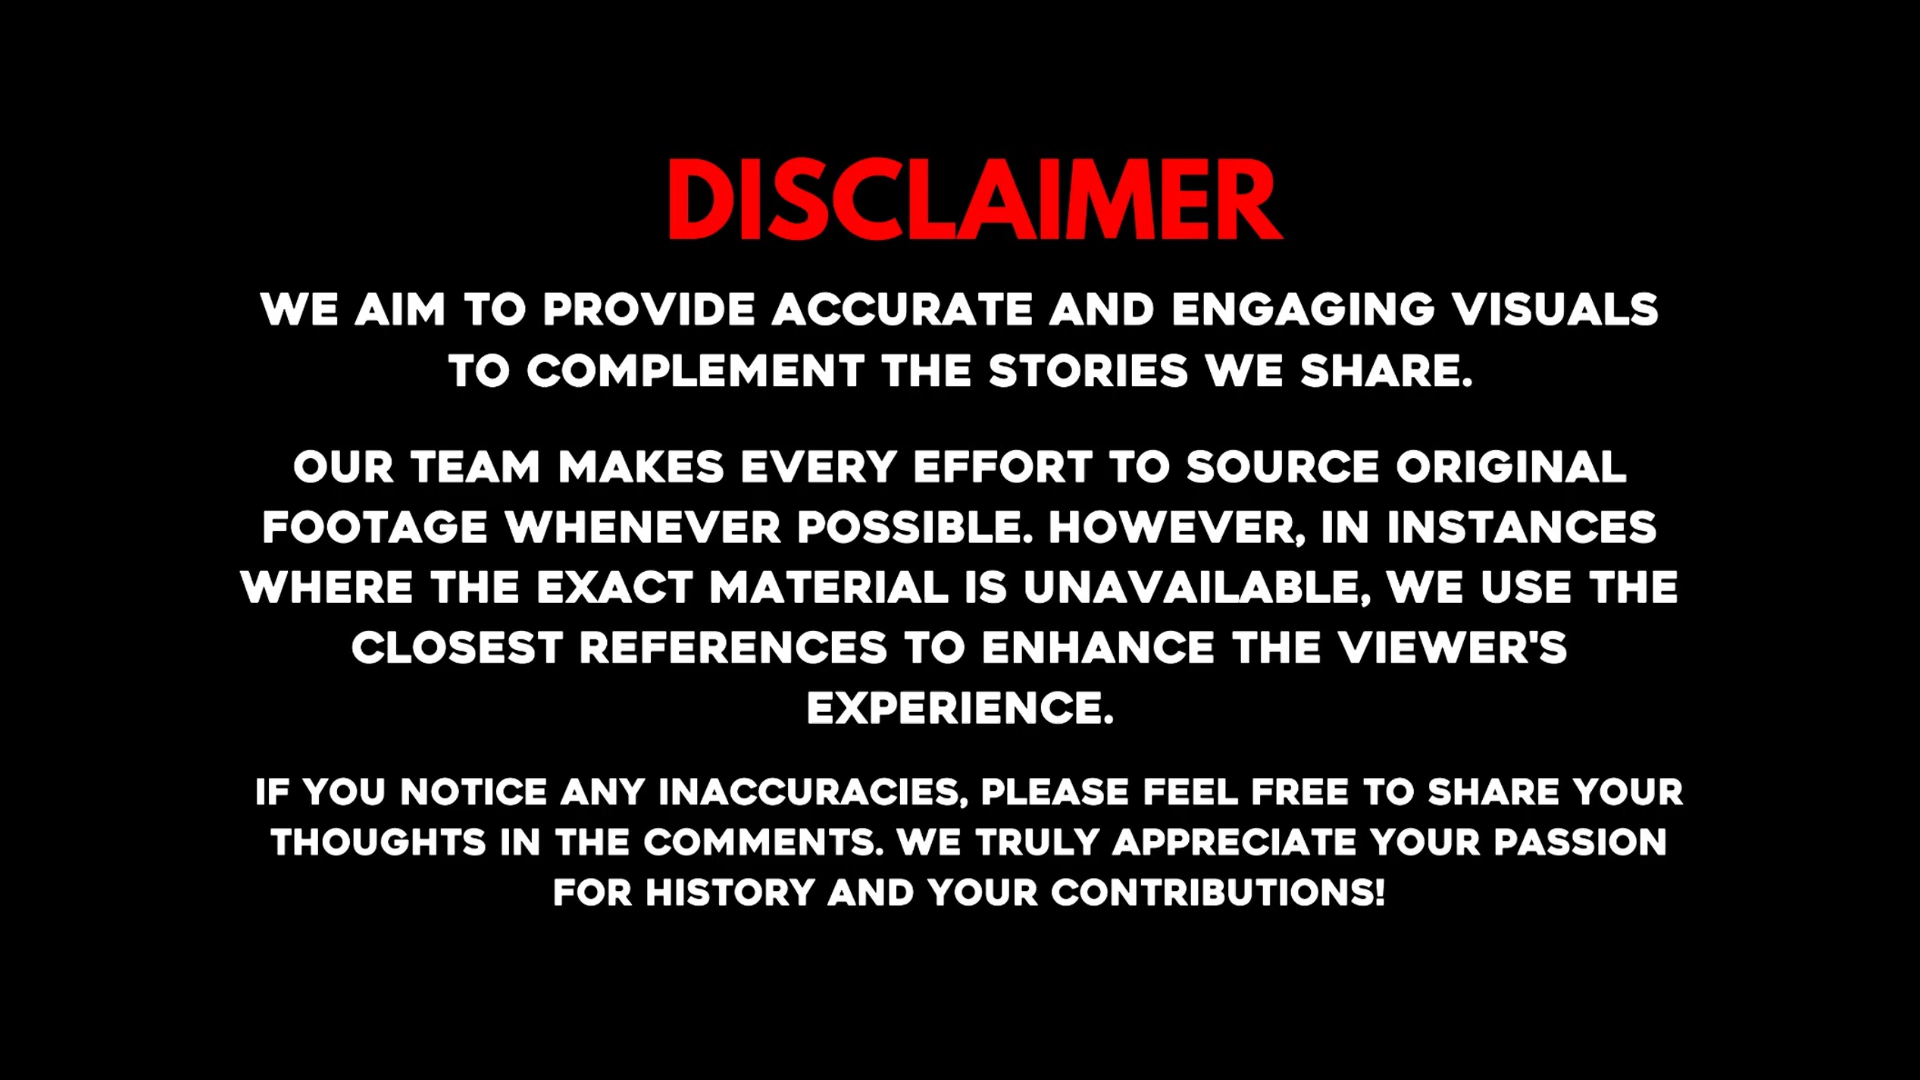 DISCLAIMER
WE AIM TO PROVIDE ACCURATE AND ENGAGING VISUALS
TO COMPLEMENT THE STORIES WE SHARE.
OUR TEAM MAKES EVERY EFFORT TO SOURCE ORIGINAL
FOOTAGE WHENEVER POSSIBLE. HOWEVER, IN INSTANCES
WHERE THE EXACT MATERIAL IS UNAVAILABLE, WE USE THE
CLOSEST REFERENCES TO ENHANCE THE VIEWER'S
EXPERIENCE.
IF YOU NOTICE ANY INACCURACIES, PLEASE FEEL FREE TO SHARE YOUR
THOUGHTS IN THE COMMENTS. WE TRULY APPRECIATE YOUR PASSION
FOR HISTORY AND YOUR CONTRIBUTIONS!